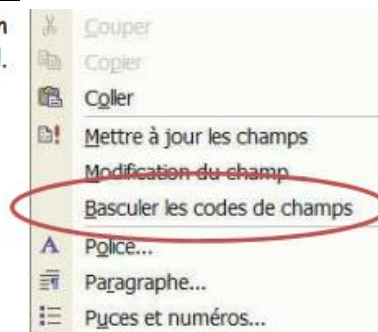 Couper
Copier
Coller
Mettre à jour les champs
Modification du champ...
Basculer les codes de champs
Police...
Paragraphe...
Puces et numéros...